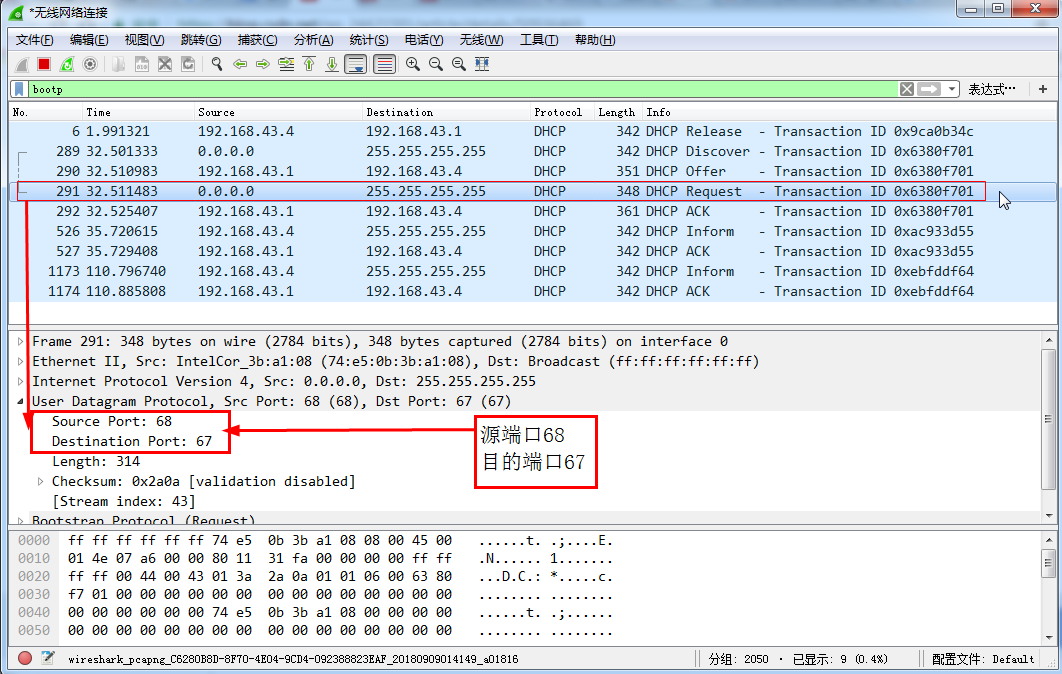 *无线网络连接
文件(F) 编辑(E) 视图(V) 跳转(G) 捕获(C) 分析(A) 统计(S) 电话(Y) 无线(W) 工具(T) 帮助(H)
bootp 表达式… +
No. Time Source Destination Protocol Length Info
6 1.991321 192.168.43.4 192.168.43.1 DHCP 342 DHCP Release - Transaction ID 0x9ca0b34c
289 32.501333 0.0.0.0 255.255.255.255 DHCP 342 DHCP Discover - Transaction ID 0x6380f701
290 32.510983 192.168.43.1 192.168.43.4 DHCP 351 DHCP Offer - Transaction ID 0x6380f701
291 32.511483 0.0.0.0 255.255.255.255 DHCP 348 DHCP Request - Transaction ID 0x6380f701
292 32.525407 192.168.43.1 192.168.43.4 DHCP 361 DHCP ACK - Transaction ID 0x6380f701
526 35.720615 192.168.43.4 255.255.255.255 DHCP 342 DHCP Inform - Transaction ID 0xac933d55
527 35.729408 192.168.43.1 192.168.43.4 DHCP 342 DHCP ACK - Transaction ID 0xac933d55
1173 110.796740 192.168.43.4 255.255.255.255 DHCP 342 DHCP Inform - Transaction ID 0xebfddf64
1174 110.885808 192.168.43.1 192.168.43.4 DHCP 342 DHCP ACK - Transaction ID 0xebfddf64
Frame 291: 348 bytes on wire (2784 bits), 348 bytes captured (2784 bits) on interface 0
Ethernet II, Src: IntelCor_3b:a1:08 (74:e5:0b:3b:a1:08), Dst: Broadcast (ff:ff:ff:ff:ff:ff)
Internet Protocol Version 4, Src: 0.0.0.0, Dst: 255.255.255.255
User Datagram Protocol, Src Port: 68 (68), Dst Port: 67 (67)
Source Port: 68
Destination Port: 67
源端口68
目的端口67
Length: 314
Checksum: 0x2a0a [validation disabled]
[Stream index: 43]
Bootstrap Protocol (Request)
0000 ff ff ff ff ff ff 74 e5 0b 3b a1 08 08 00 45 00 ......t. .;....E.
0010 01 4e 07 a6 00 00 80 11 31 fa 00 00 00 00 ff ff .N...... 1.......
0020 ff ff 00 44 00 43 01 3a 2a 0a 01 01 06 00 63 80 ...D.C.: *.....c.
0030 f7 01 00 00 00 00 00 00 00 00 00 00 00 00 00 00 ........ ........
0040 00 00 00 00 00 00 74 e5 0b 3b a1 08 00 00 00 00 ......t. .;......
0050 00 00 00 00 00 00 00 00 00 00 00 00 00 00 00 00 ........ ........
wireshark_pcapng_C6280B8D-8F70-4E04-9CD4-092388823EAF_20180909014149_a01816 分组: 2050 · 已显示: 9 (0.4%) 配置文件: Default